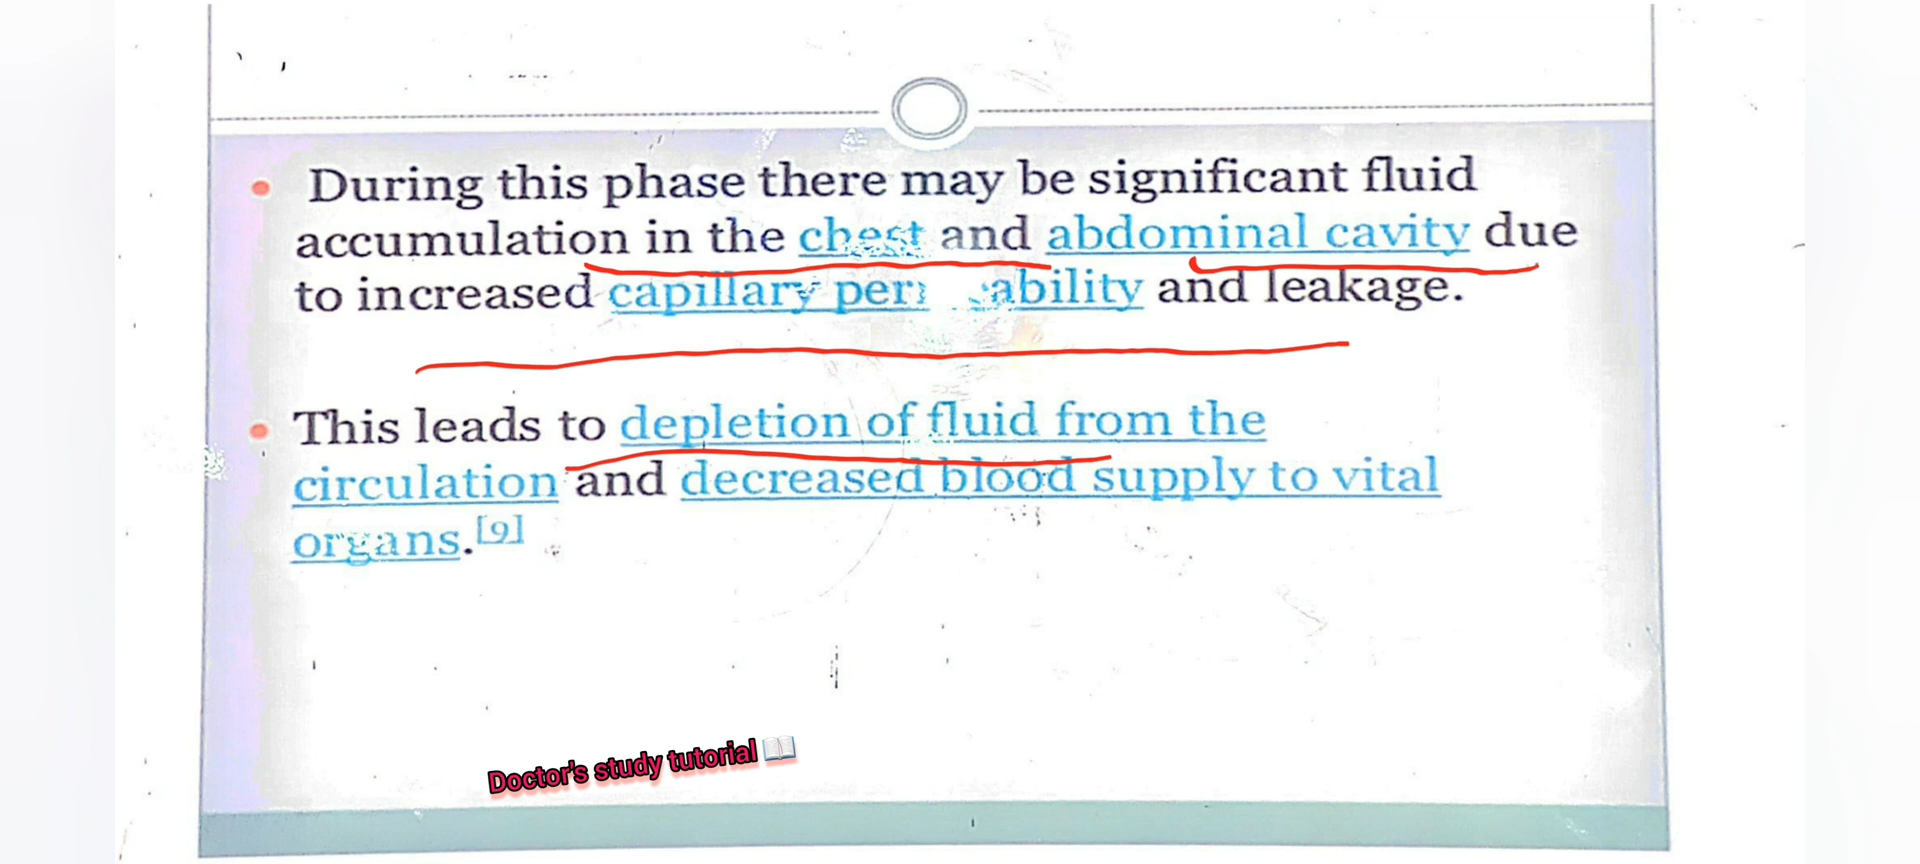 • During this phase there may be significant fluid
accumulation in the chest and abdominal cavity due
to increased capillary and leakage.
• This leads to depletion of fluid from the
circulation and decreased blood supply to vital
organs.[9]
Doctor's study tutorial 📖